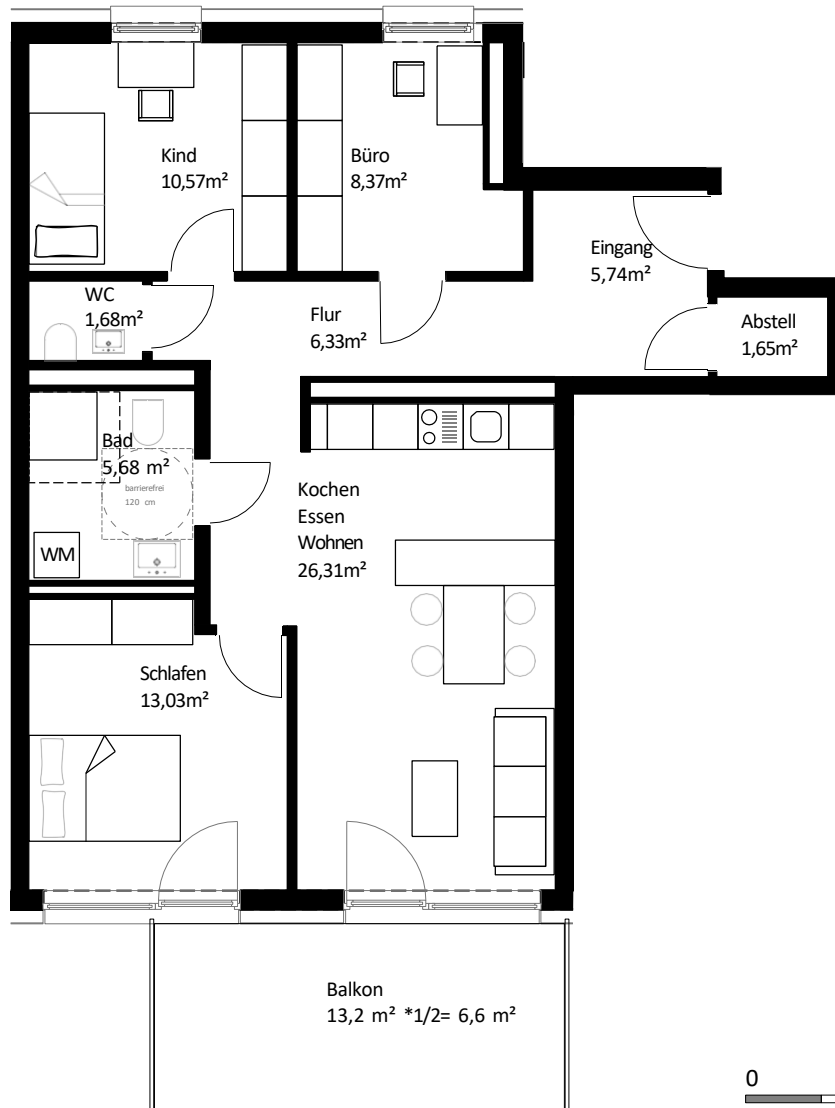 Kind
10,57m²
Büro
8,37m²
Eingang
5,74m²
WC
1,68m²
Flur
6,33m²
Abstell
1,65m²
Bad
5,68 m²
barrierefrei
120 cm
WM
Kochen
Essen
Wohnen
26,31m²
Schlafen
13,03m²
Balkon
13,2 m² *1/2= 6,6 m²
0